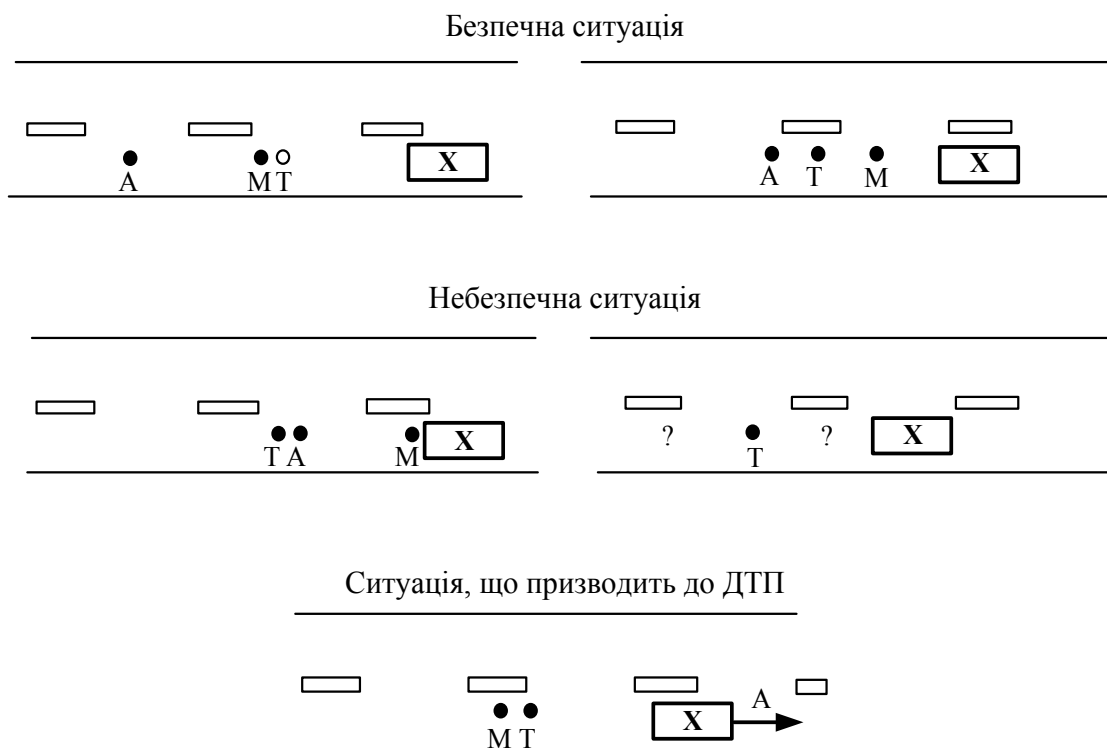 Безпечна ситуація
X X
А М Т А Т М
Небезпечна ситуація
X ? ? X
Т А М Т
Ситуація, що призводить до ДТП
А
X
М Т